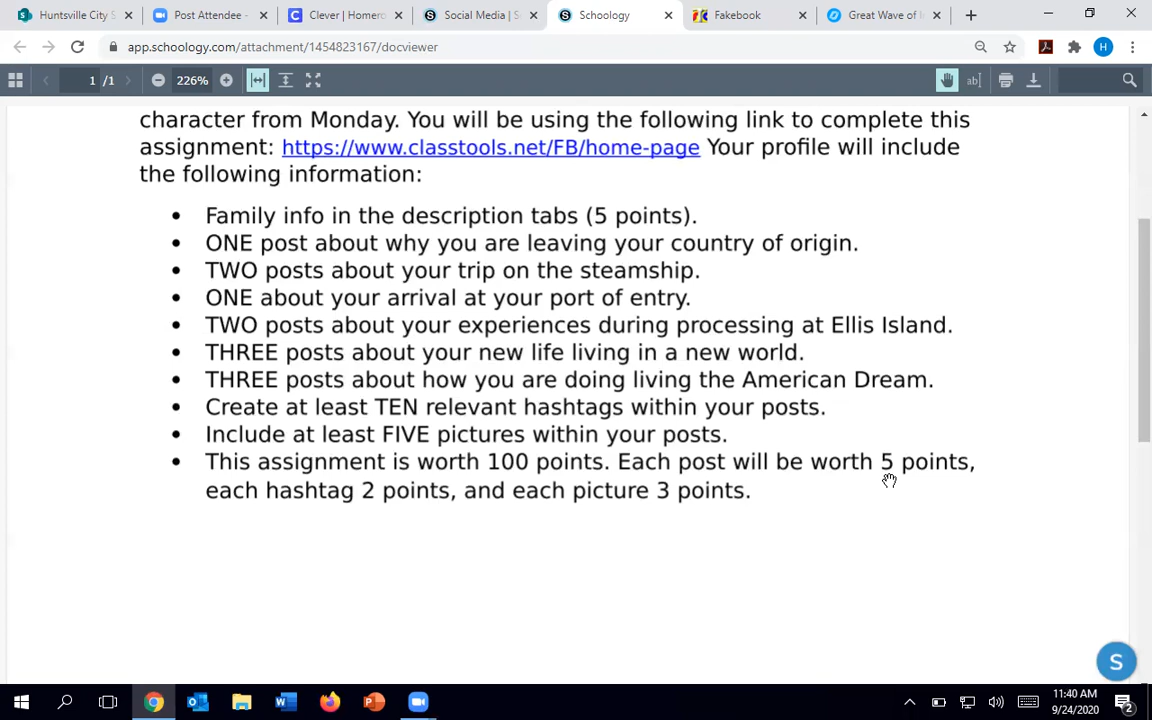 Huntsville City S
Post Attendee -
Clever | Homero
Social Media | S
Schoology
Fakebook
Great Wave of I
app.schoology.com/attachment/1454823167/docviewer
H
1 /1
226%
ab|
character from Monday. You will be using the following link to complete this
assignment: https://www.classtools.net/FB/home-page Your profile will include
the following information:
• Family info in the description tabs (5 points).
• ONE post about why you are leaving your country of origin.
• TWO posts about your trip on the steamship.
• ONE about your arrival at your port of entry.
• TWO posts about your experiences during processing at Ellis Island.
• THREE posts about your new life living in a new world.
• THREE posts about how you are doing living the American Dream.
• Create at least TEN relevant hashtags within your posts.
• Include at least FIVE pictures within your posts.
• This assignment is worth 100 points. Each post will be worth 5 points,
each hashtag 2 points, and each picture 3 points.
S
11:40 AM
9/24/2020
2